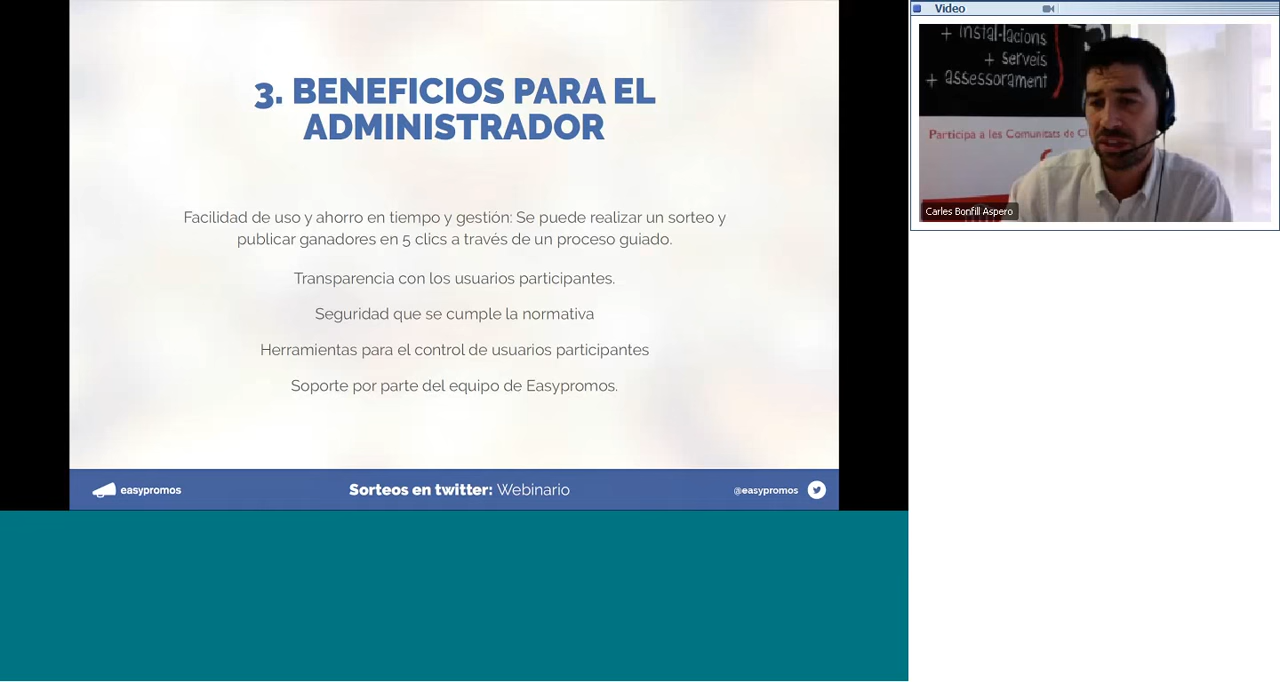 3. BENEFICIOS PARA EL
ADMINISTRADOR
Facilidad de uso y ahorro en tiempo y gestión: Se puede realizar un sorteo y
publicar ganadores en 5 clics a través de un proceso guiado.
Transparencia con los usuarios participantes.
Seguridad que se cumple la normativa
Herramientas para el control de usuarios participantes
Soporte por parte del equipo de Easypromos.
easypromos
Sorteos en twitter: Webinario
@easypromos
Video
+ instal·lacions
+ serveis
+ assessorament
Participa a les Comunitats de
Carles Bonfill Aspero